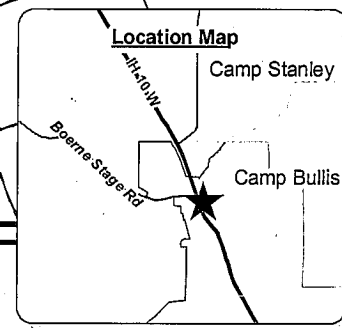 Location Map
IH 10 W
Camp Stanley
Boerne Stage Rd
Camp Bullis